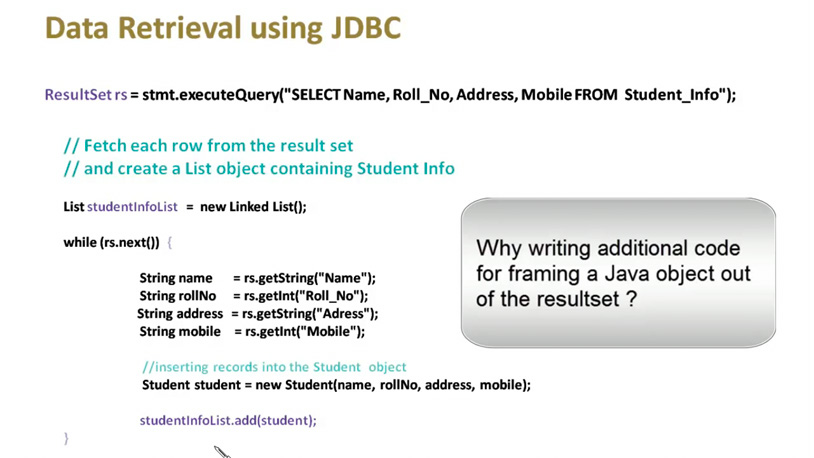 Data Retrieval using JDBC
ResultSet rs = stmt.executeQuery("SELECT Name, Roll_No, Address, Mobile FROM Student_Info");
// Fetch each row from the result set
// and create a List object containing Student Info
List studentInfoList = new Linked List();
while (rs.next()) {
String name = rs.getString("Name");
String rollNo = rs.getInt("Roll_No");
String address = rs.getString("Adress");
String mobile = rs.getInt("Mobile");
//inserting records into the Student object
Student student = new Student(name, rollNo, address, mobile);
studentInfoList.add(student);
}
Why writing additional code
for framing a Java object out
of the resultset ?